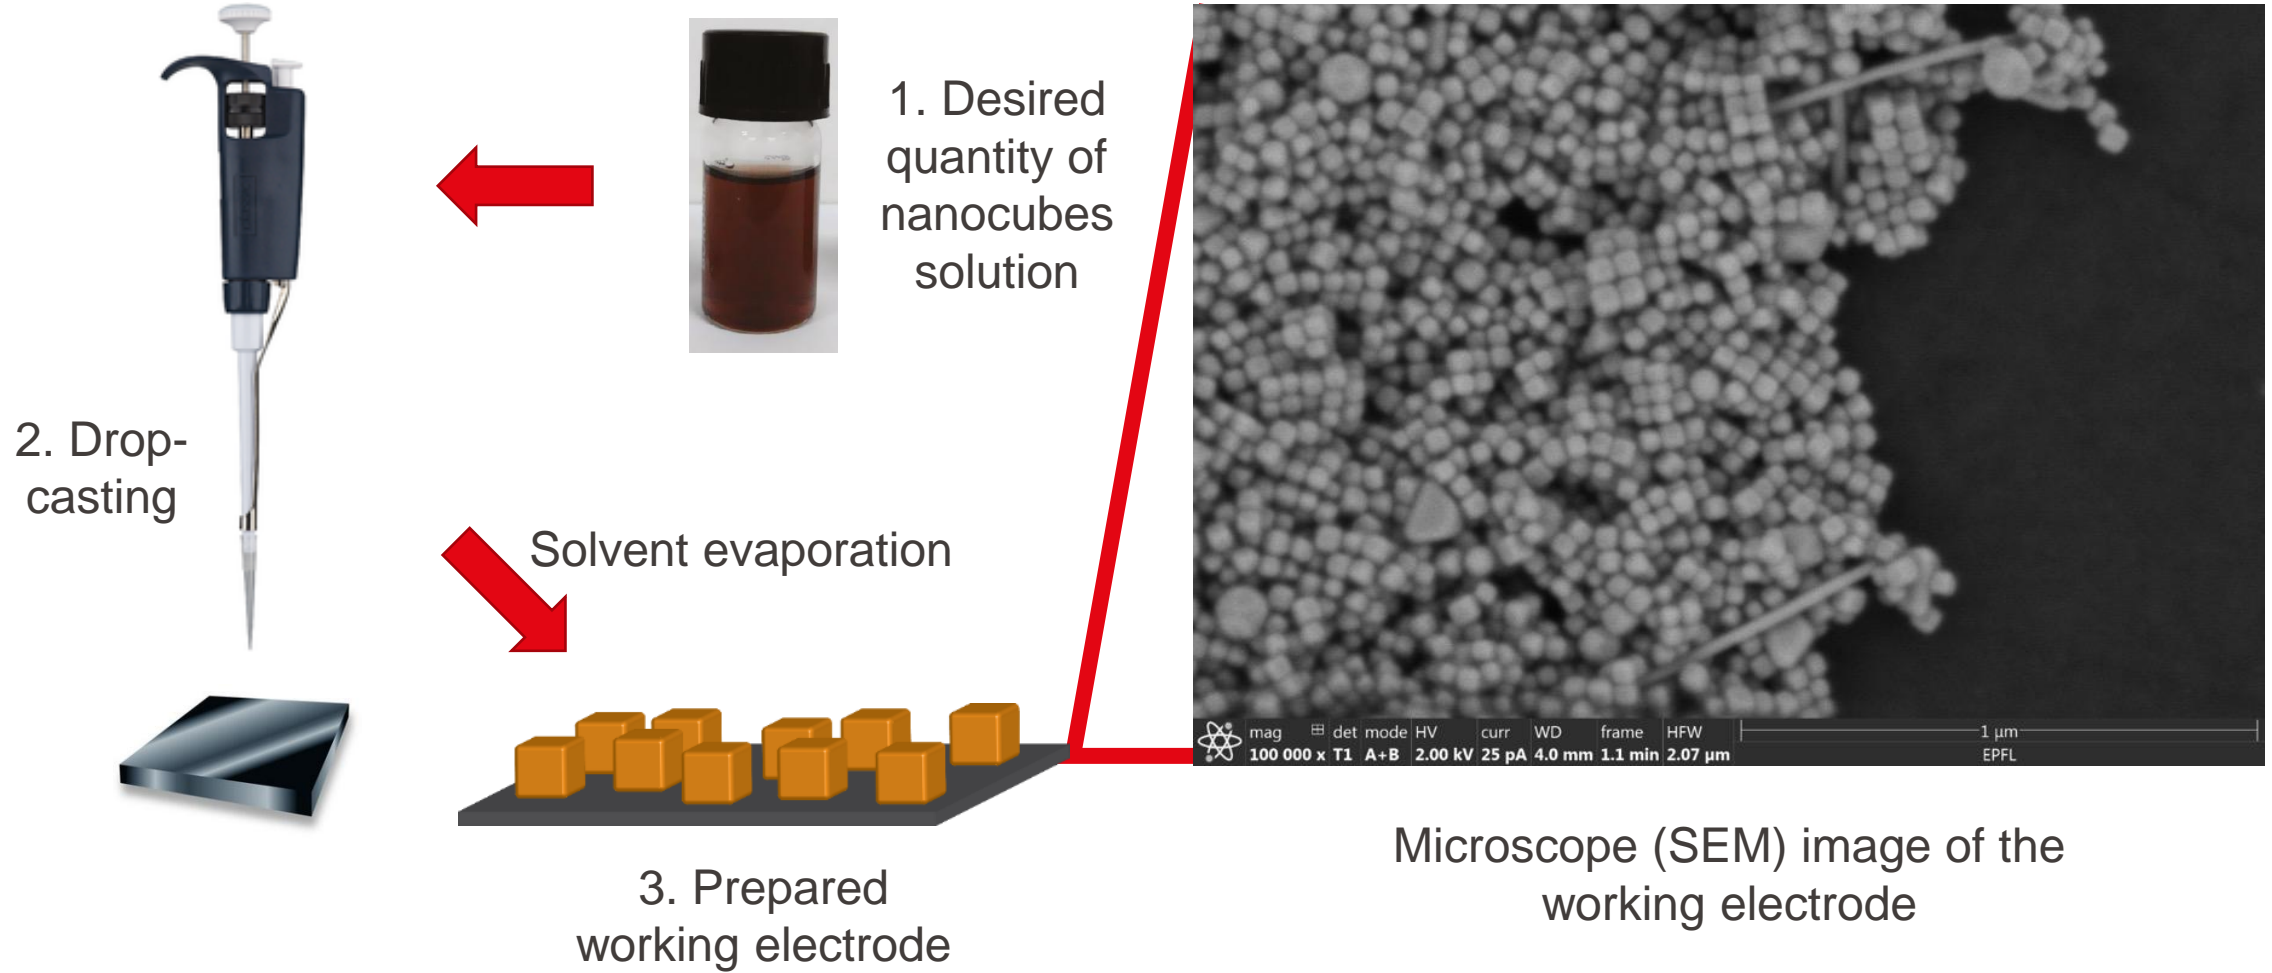 1. Desired
quantity of
nanocubes
solution
2. Drop-
casting
Solvent evaporation
3. Prepared
working electrode
mag det mode HV curr WD frame HFW 1 µm
100 000 x T1 A+B 2.00 kV 25 pA 4.0 mm 1.1 min 2.07 µm EPFL
Microscope (SEM) image of the
working electrode